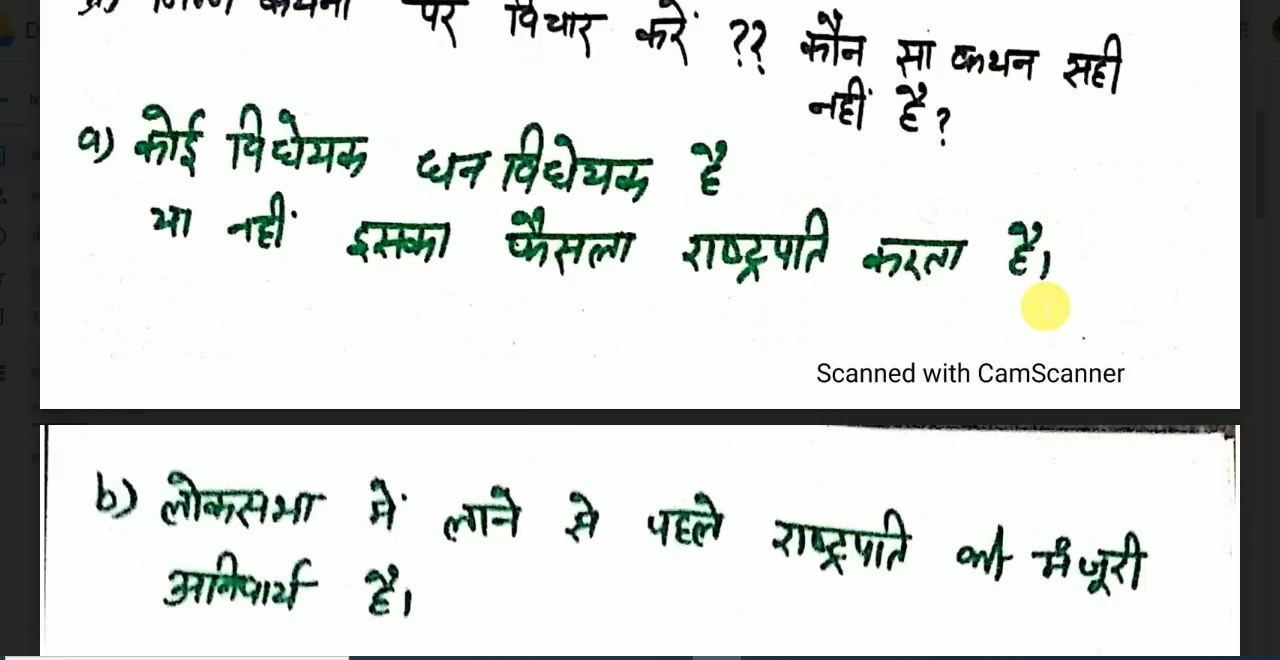 पर विचार करें ?? कौन सा कथन सही
नहीं है?
a) कोई विधेयक धन विधेयक है
या नहीं इसका फैसला राष्ट्रपति करता है।
Scanned with CamScanner
b) लोकसभा में लाने से पहले राष्ट्रपति की मंजूरी
अनिवार्य है।